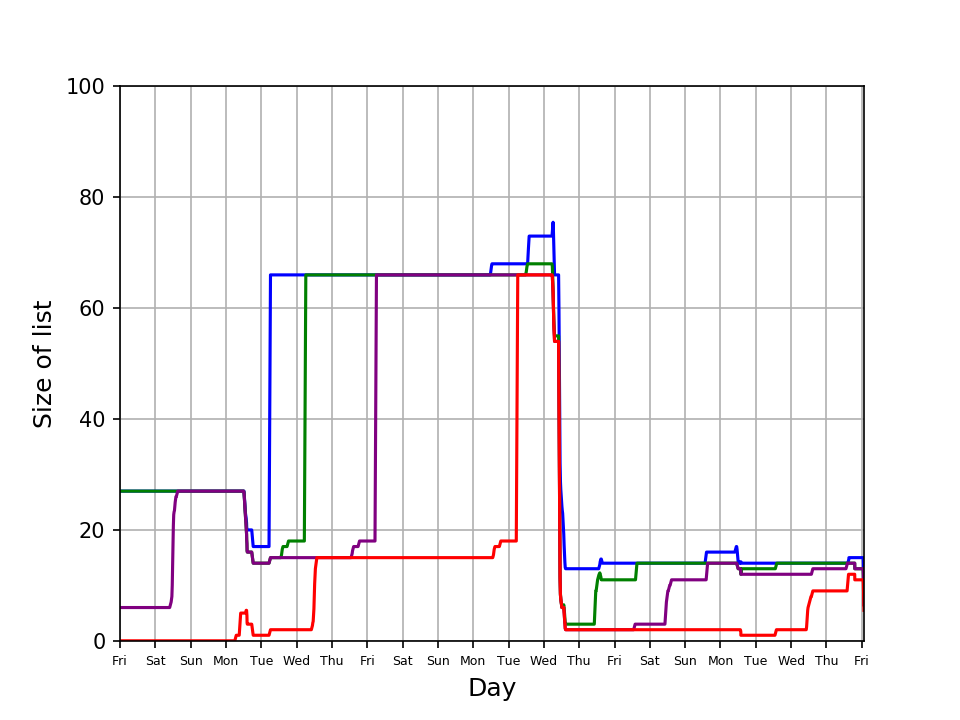 100
80
60
40
20
0
Size of list
Fri Sat Sun Mon Tue Wed Thu Fri Sat Sun Mon Tue Wed Thu Fri Sat Sun Mon Tue Wed Thu Fri
Day